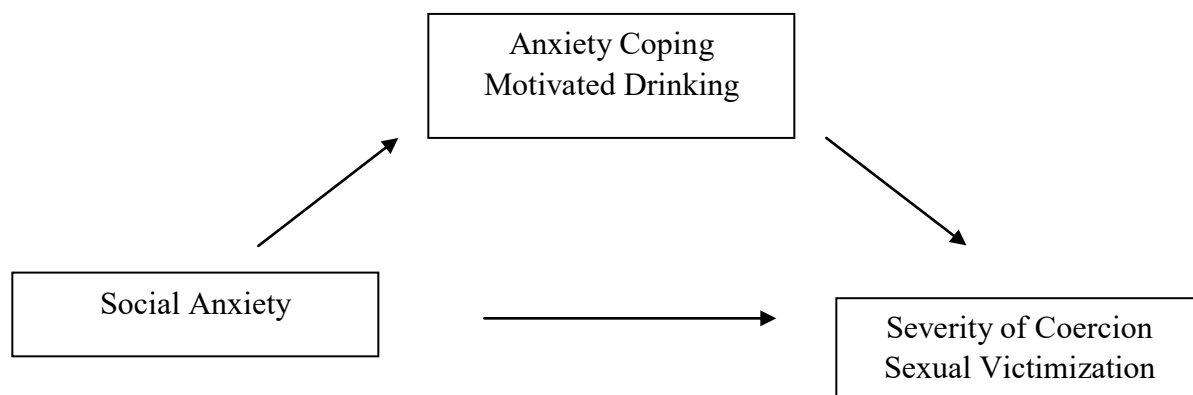 Anxiety Coping
Motivated Drinking
Social Anxiety
Severity of Coercion
Sexual Victimization